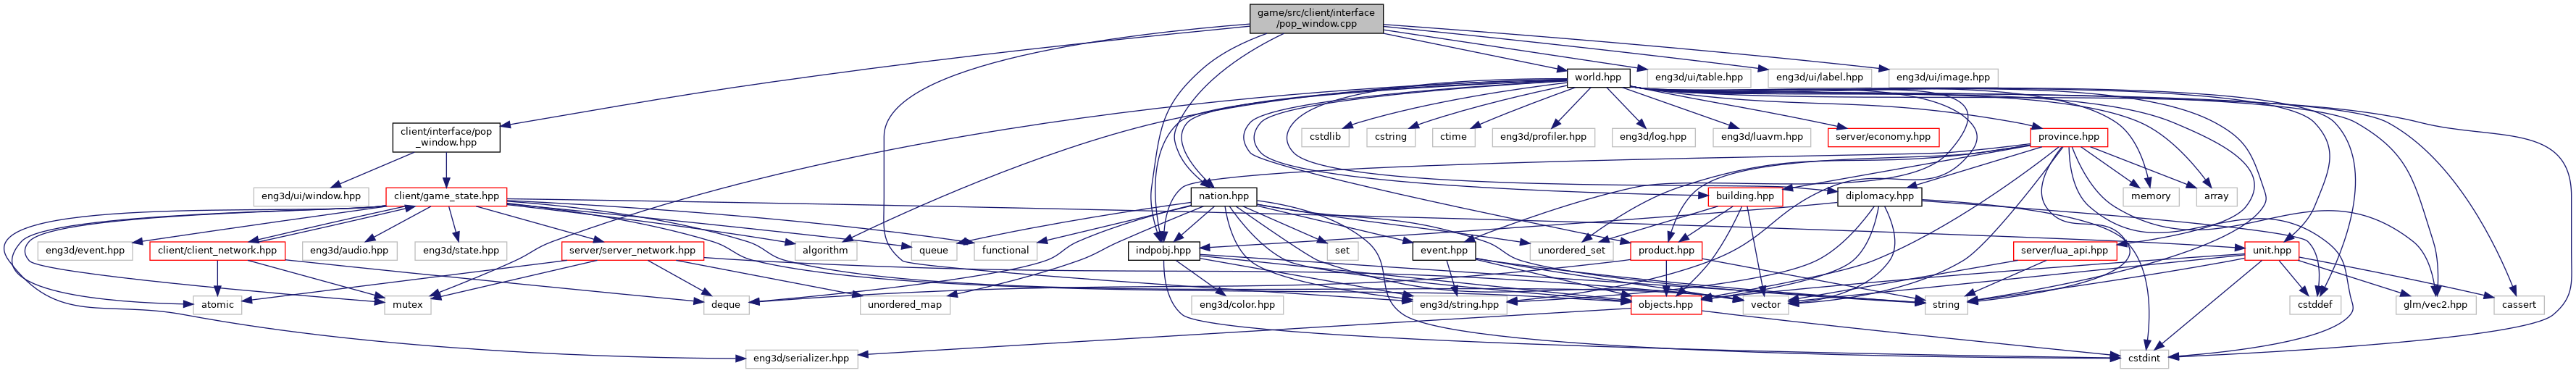 game/src/client/interface
/pop_window.cpp
world.hpp
eng3d/ui/table.hpp
eng3d/ui/label.hpp
eng3d/ui/image.hpp
client/interface/pop
_window.hpp
cstdlib
cstring
ctime
eng3d/profiler.hpp
eng3d/log.hpp
eng3d/luavm.hpp
server/economy.hpp
province.hpp
eng3d/ui/window.hpp
client/game_state.hpp
nation.hpp
building.hpp
diplomacy.hpp
memory
array
eng3d/event.hpp
client/client_network.hpp
eng3d/audio.hpp
eng3d/state.hpp
server/server_network.hpp
algorithm
queue
functional
indpobj.hpp
set
event.hpp
unordered_set
product.hpp
server/lua_api.hpp
unit.hpp
atomic
mutex
deque
unordered_map
eng3d/color.hpp
eng3d/string.hpp
objects.hpp
vector
string
cstddef
glm/vec2.hpp
cassert
eng3d/serializer.hpp
cstdint